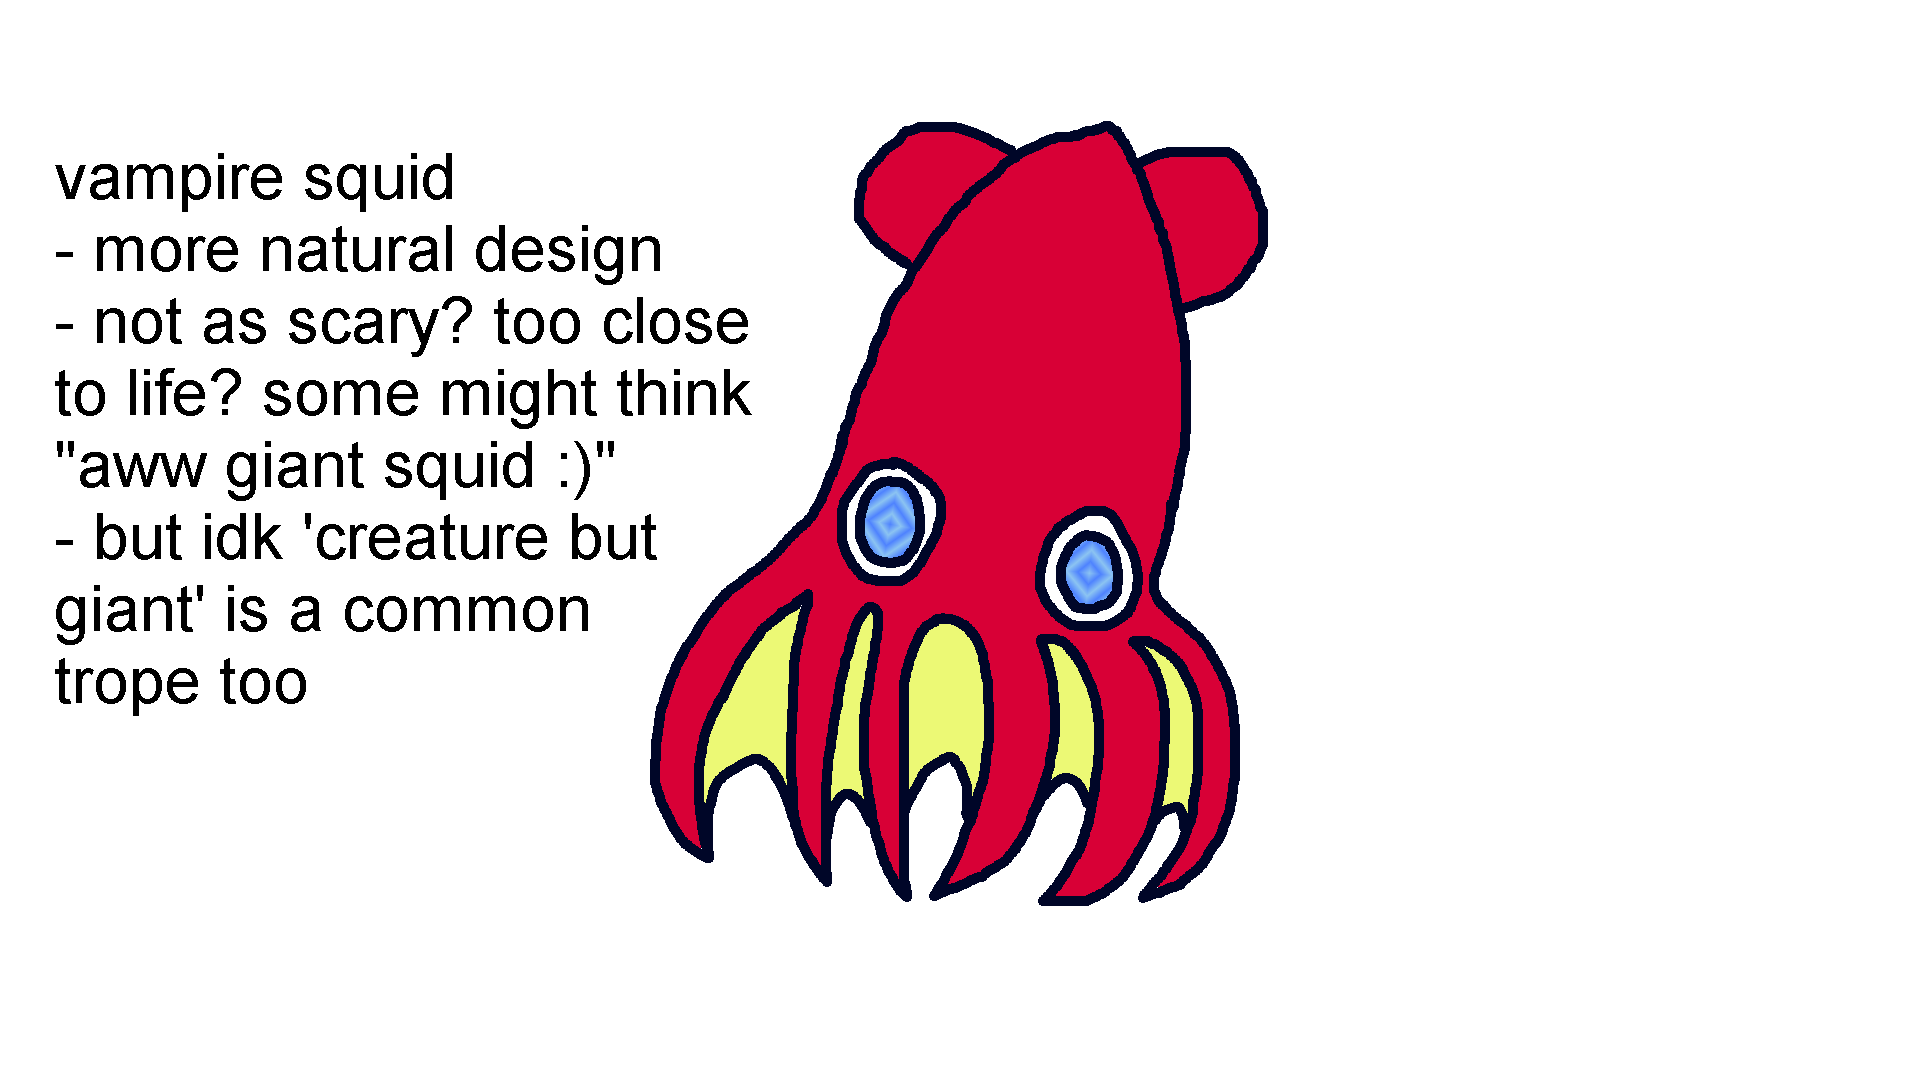 vampire squid
- more natural design
- not as scary? too close
to life? some might think
"aww giant squid :)"
- but idk 'creature but
giant' is a common
trope too